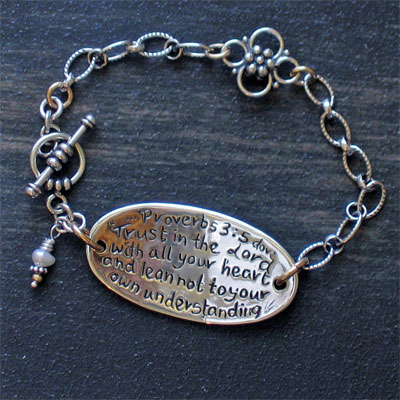 Proverbs 3:5
Trust in the Lord
with all your heart
and lean not to your
own understanding